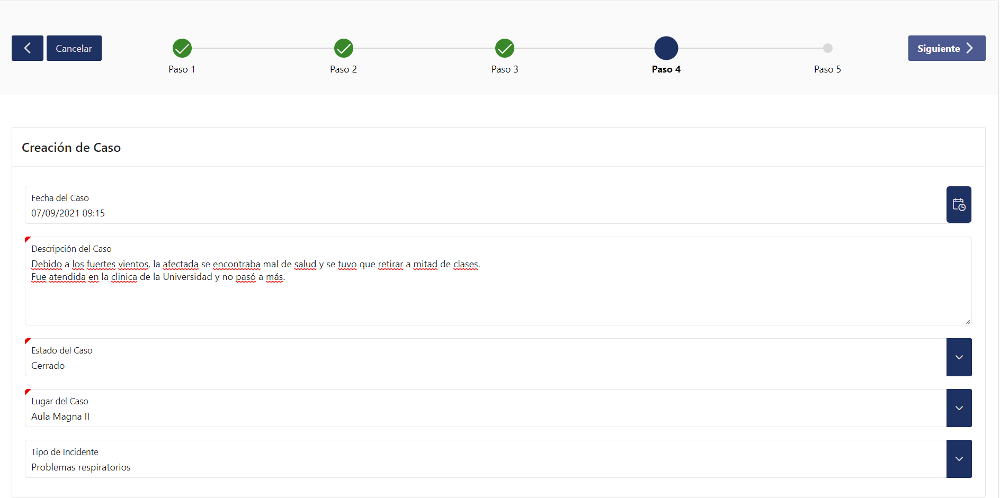 Cancelar
Paso 1
Paso 2
Paso 3
Paso 4
Paso 5
Siguiente
Creación de Caso
Fecha del Caso
07/09/2021 09:15
Descripción del Caso
Debido a los fuertes vientos, la afectada se encontraba mal de salud y se tuvo que retirar a mitad de clases.
Fue atendida en la clinica de la Universidad y no pasó a más.
Estado del Caso
Cerrado
Lugar del Caso
Aula Magna II
Tipo de Incidente
Problemas respiratorios